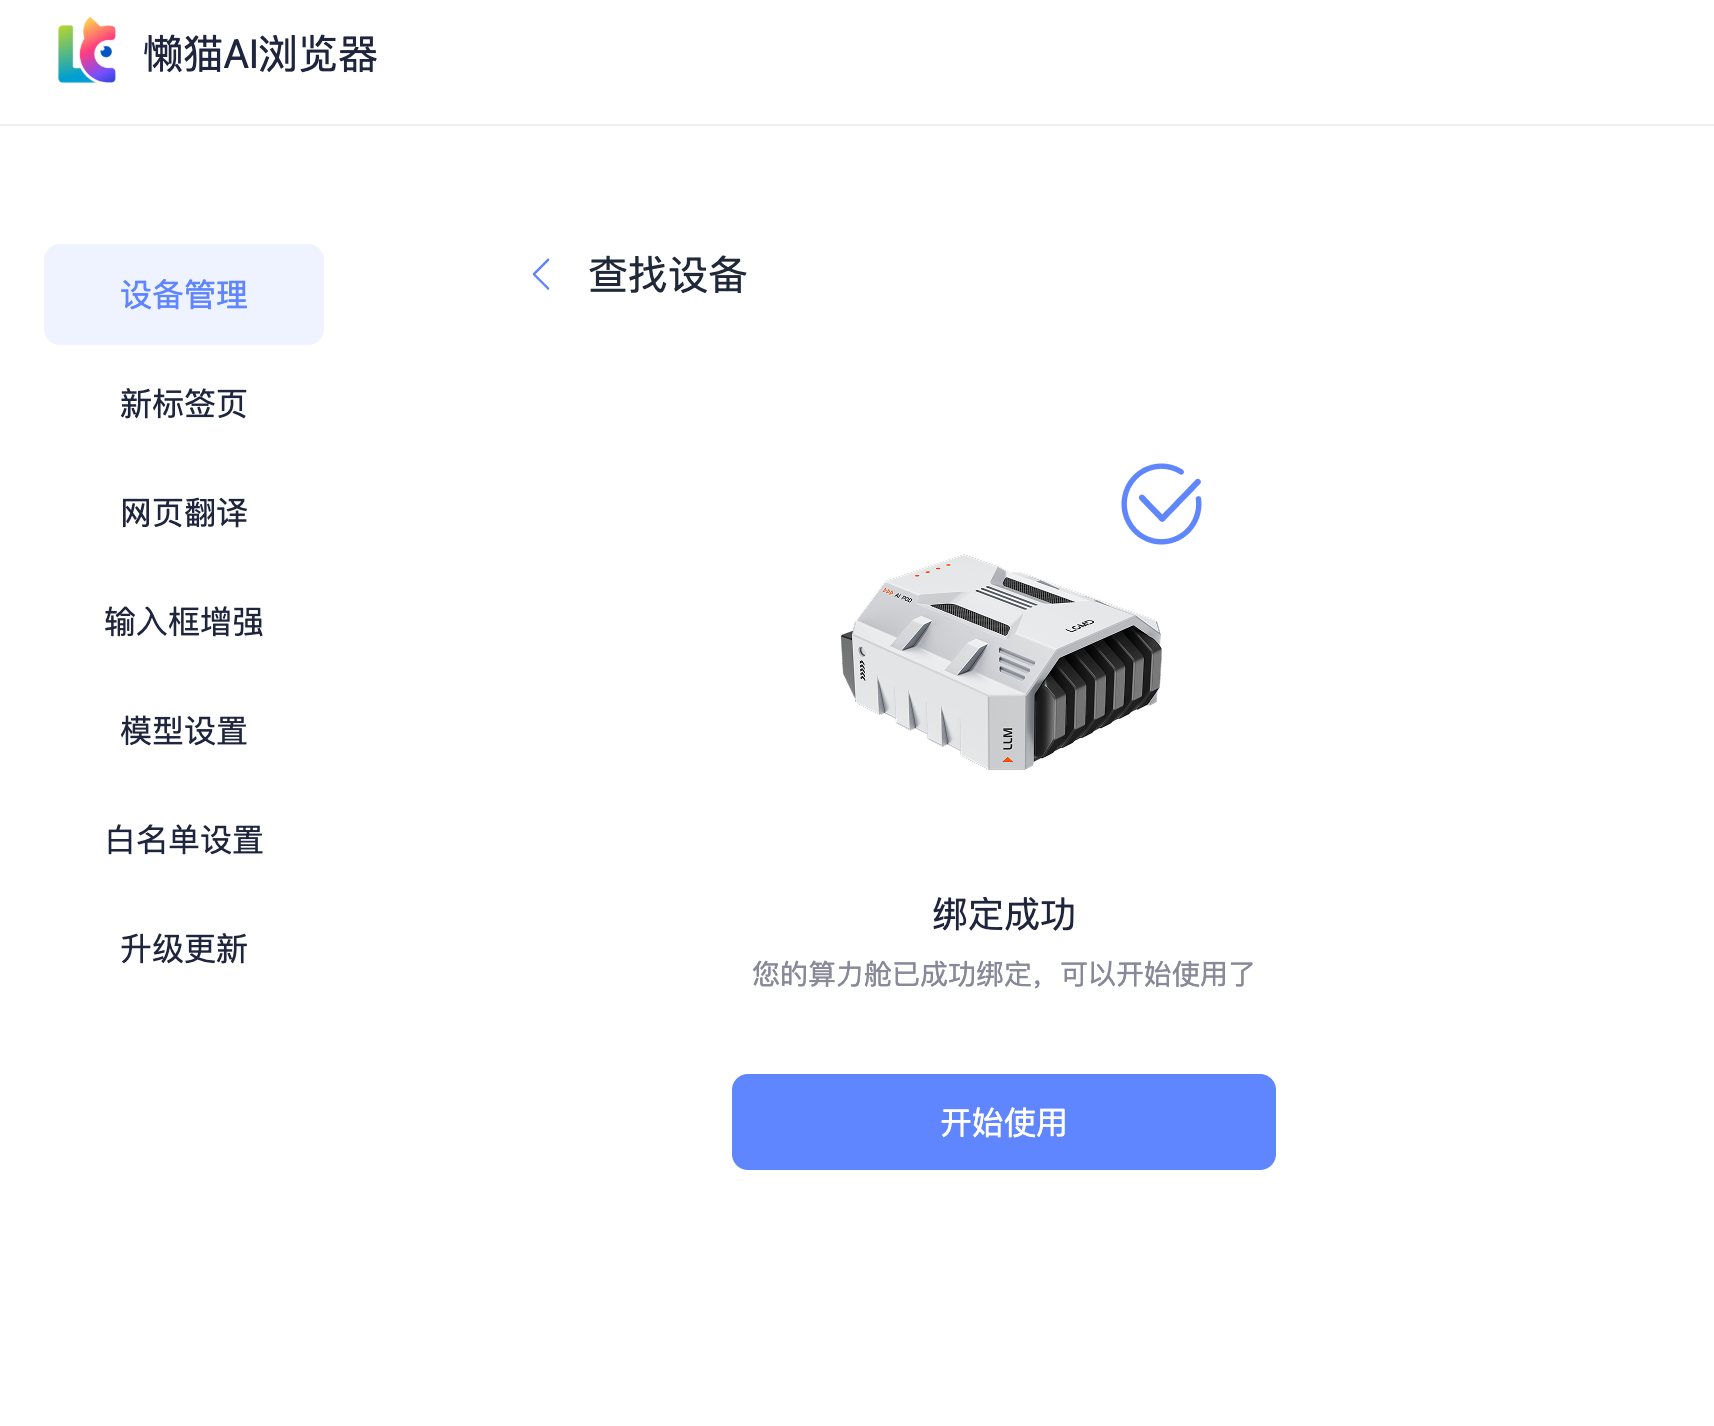 懒猫AI浏览器
设备管理
新标签页
网页翻译
输入框增强
模型设置
白名单设置
升级更新
查找设备
AI POD
LCMD
LLM
绑定成功
您的算力舱已成功绑定，可以开始使用了
开始使用